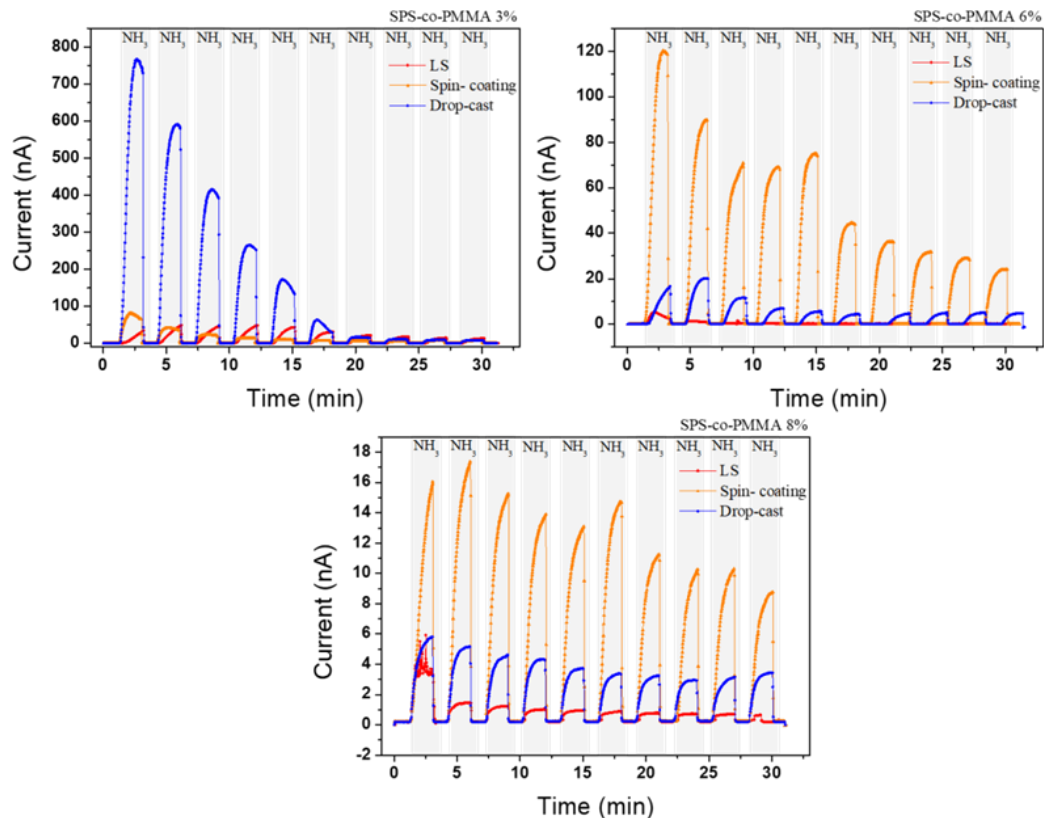 SPS-co-PMMA 3%
NH3 NH3 NH3 NH3 NH3 NH3 NH3 NH3 NH3 NH3
LS
Spin- coating
Drop-cast
800
700
600
500
400
300
200
100
0
Current (nA)
0 5 10 15 20 25 30
Time (min)
SPS-co-PMMA 6%
NH3 NH3 NH3 NH3 NH3 NH3 NH3 NH3 NH3 NH3
LS
Spin- coating
Drop-cast
120
100
80
60
40
20
0
Current (nA)
0 5 10 15 20 25 30
Time (min)
SPS-co-PMMA 8%
NH3 NH3 NH3 NH3 NH3 NH3 NH3 NH3 NH3 NH3
LS
Spin- coating
Drop-cast
18
16
14
12
10
8
6
4
2
0
-2
Current (nA)
0 5 10 15 20 25 30
Time (min)